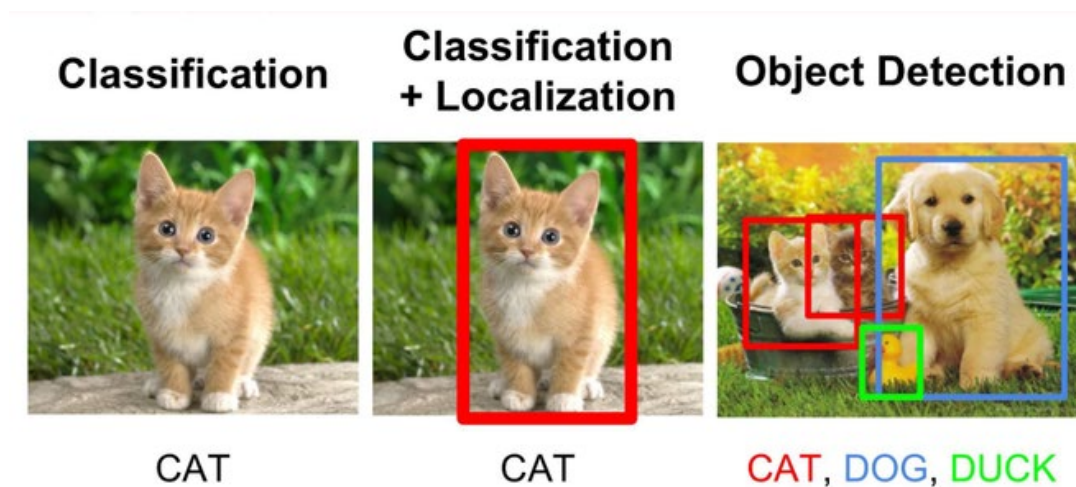 Classification
Classification
+ Localization
Object Detection
CAT
CAT
CAT, DOG, DUCK